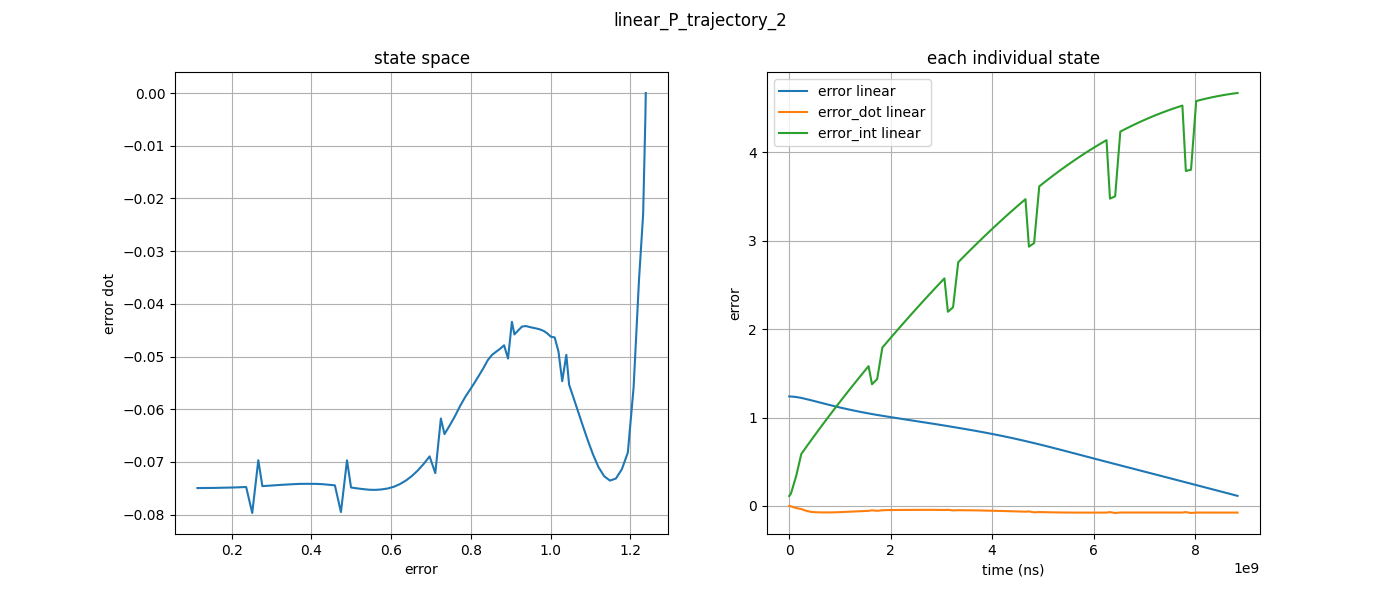 linear_P_trajectory_2
state space
0.00
−0.01
−0.02
−0.03
−0.04
−0.05
−0.06
−0.07
−0.08
error dot
0.2 0.4 0.6 0.8 1.0 1.2
error
each individual state
error linear
error_dot linear
error_int linear
4
3
2
1
0
error
0 2 4 6 8
time (ns)
1e9